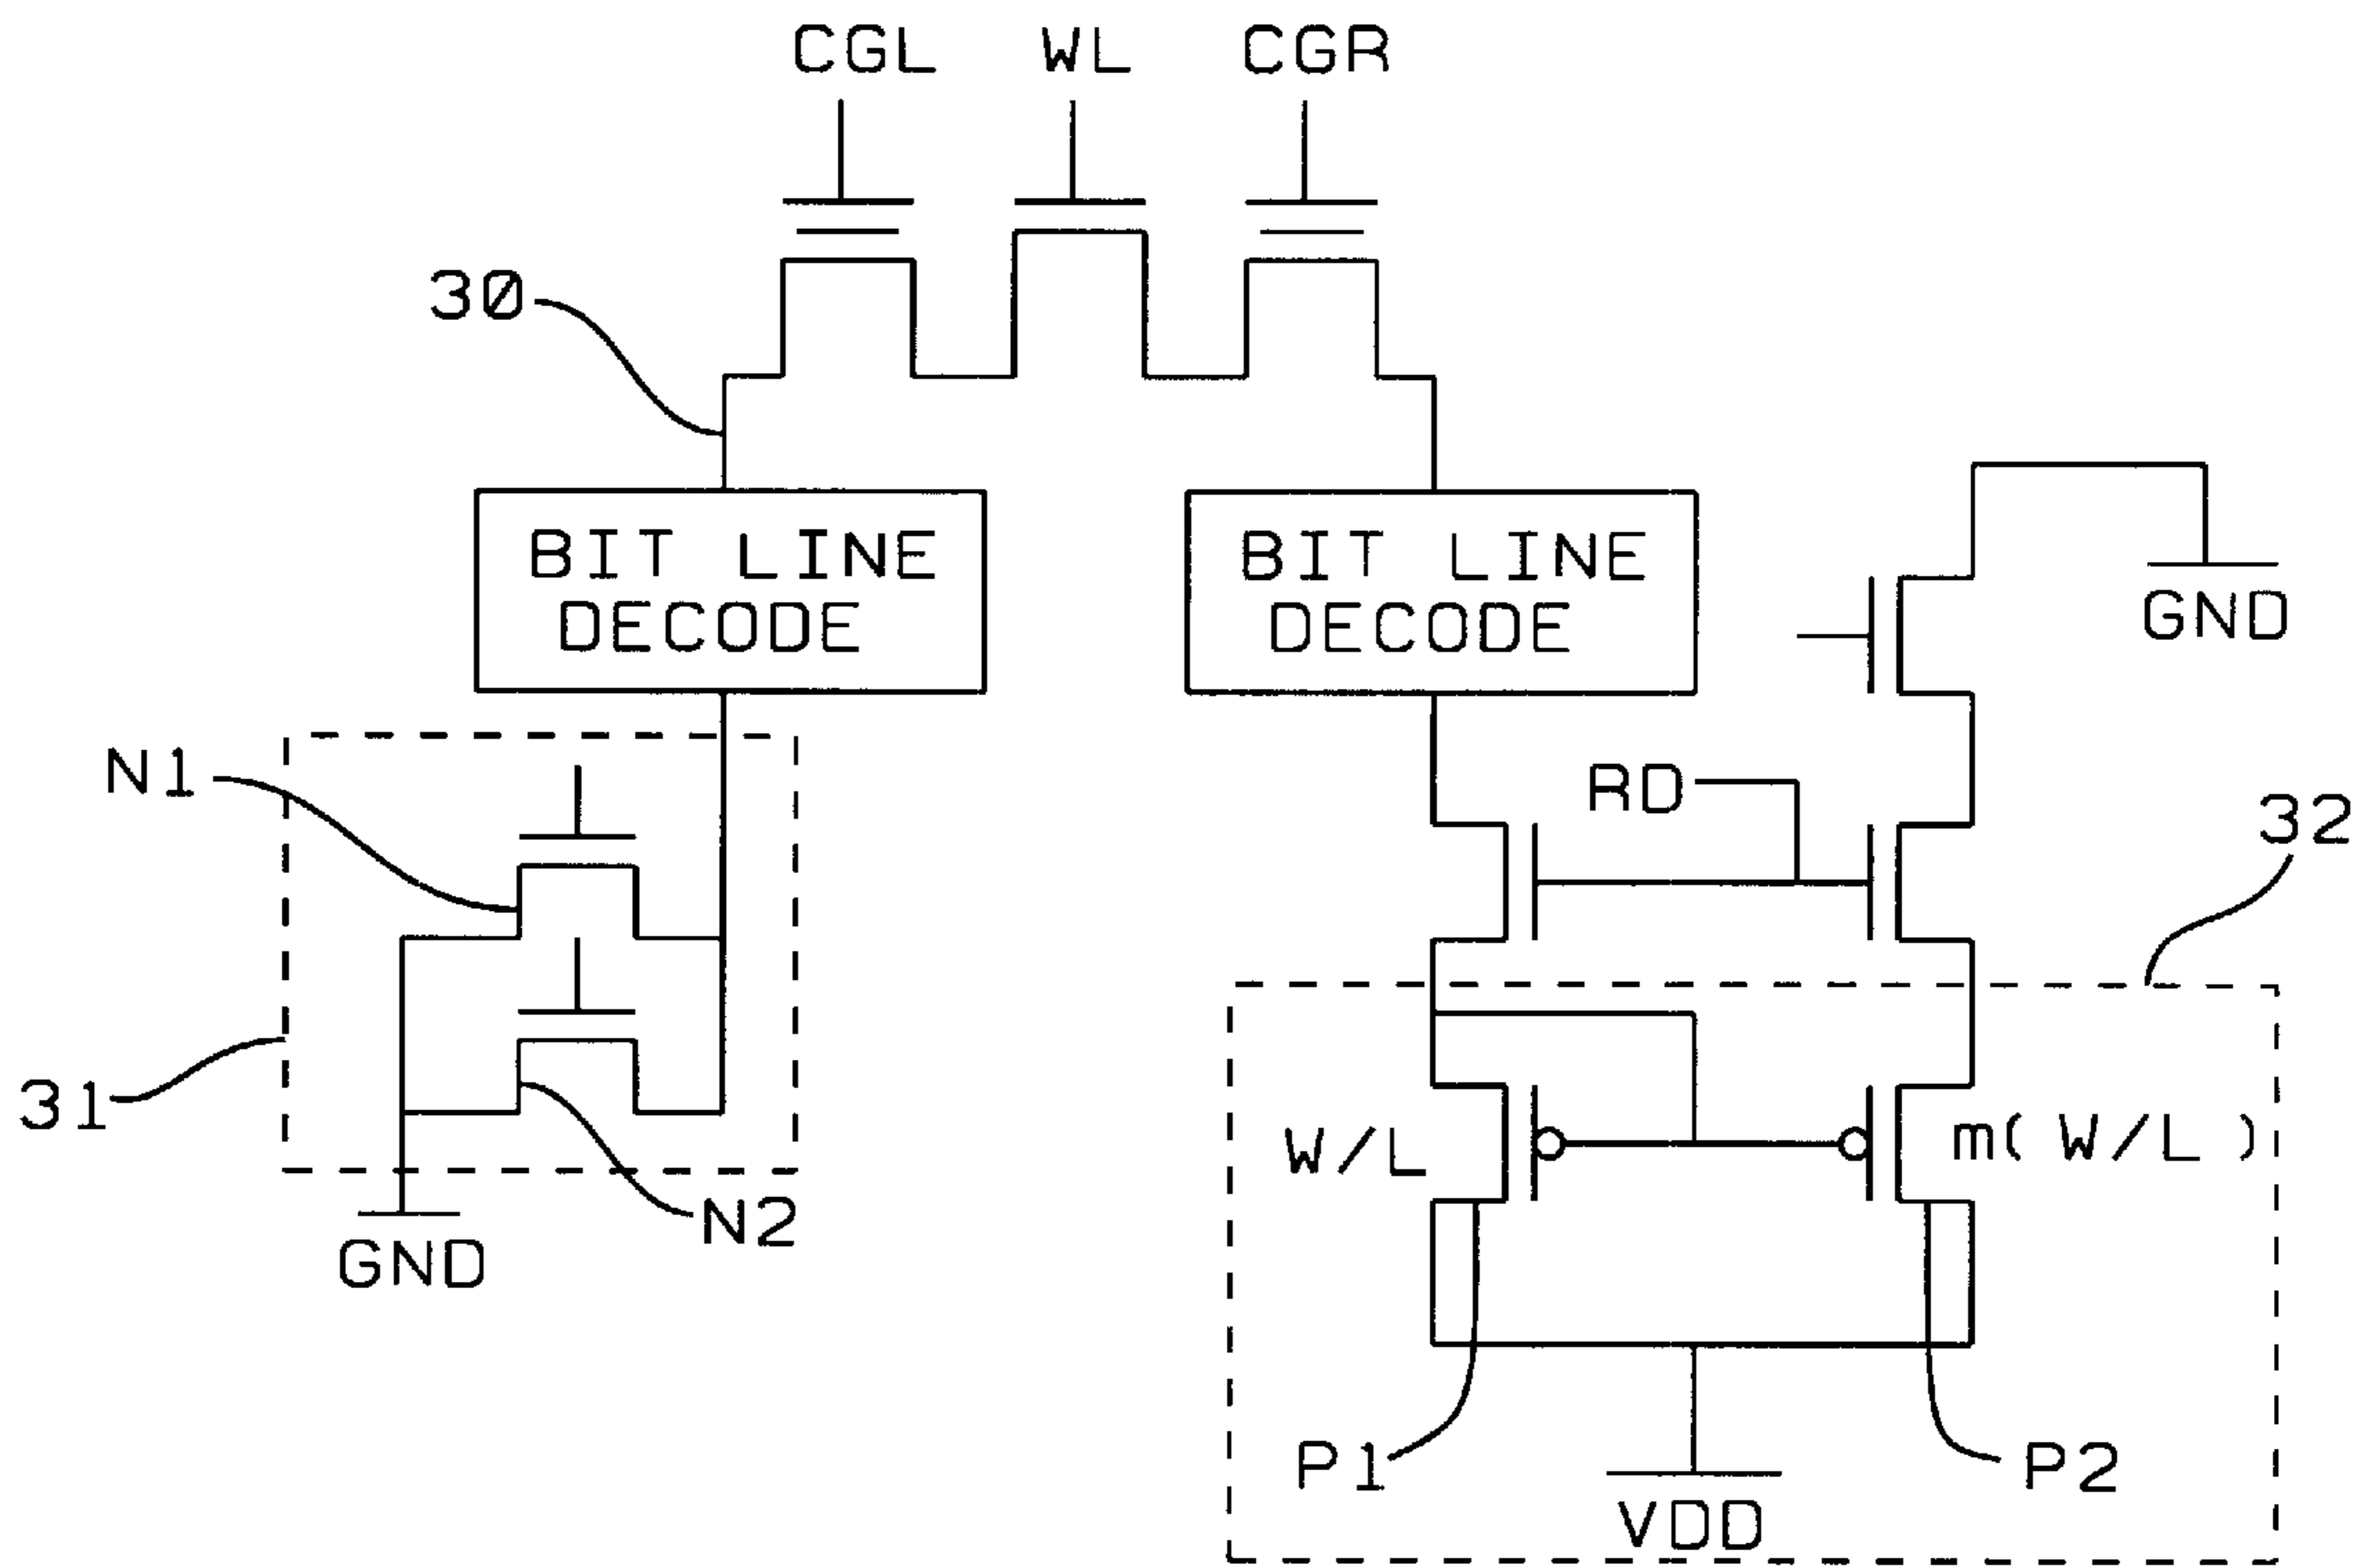 CGL WL CGR
30
BIT LINE
DECODE
BIT LINE
DECODE
GND
N1
RD
32
31
W/L
m( W/L )
N2
GND
P1
P2
VDD